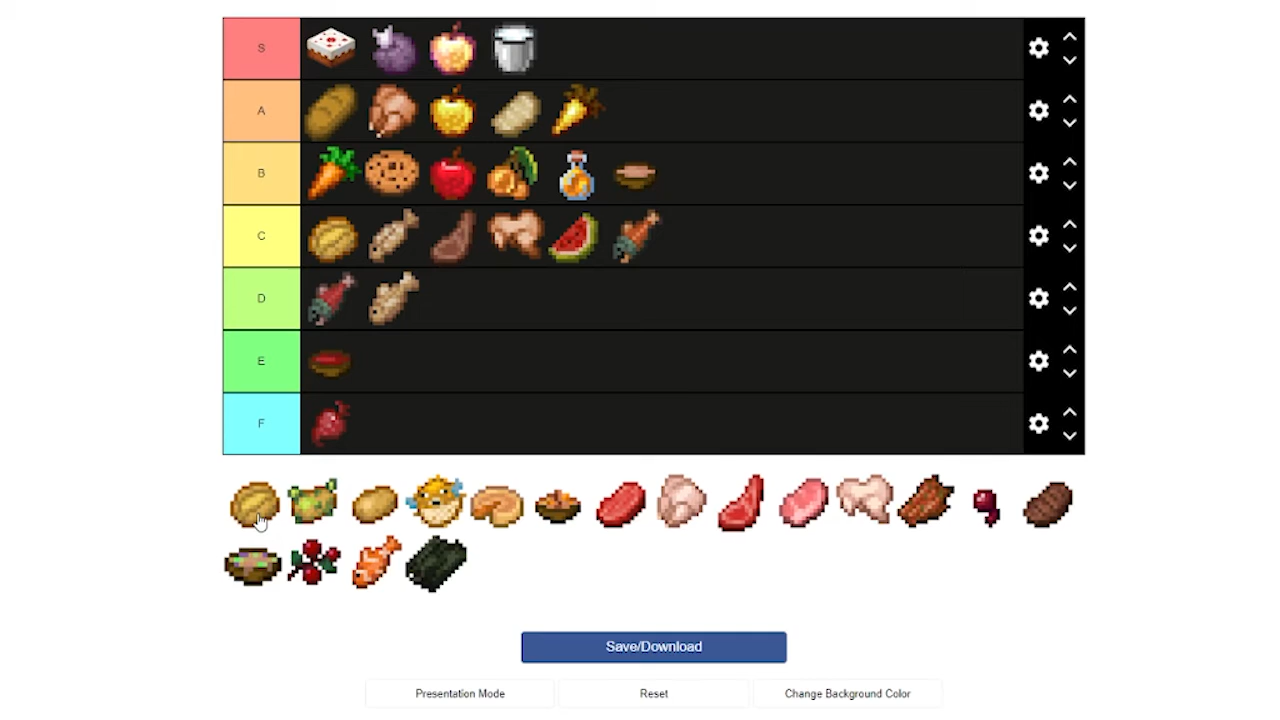 S
A
B
C
D
E
F
Save/Download
Presentation Mode
Reset
Change Background Color